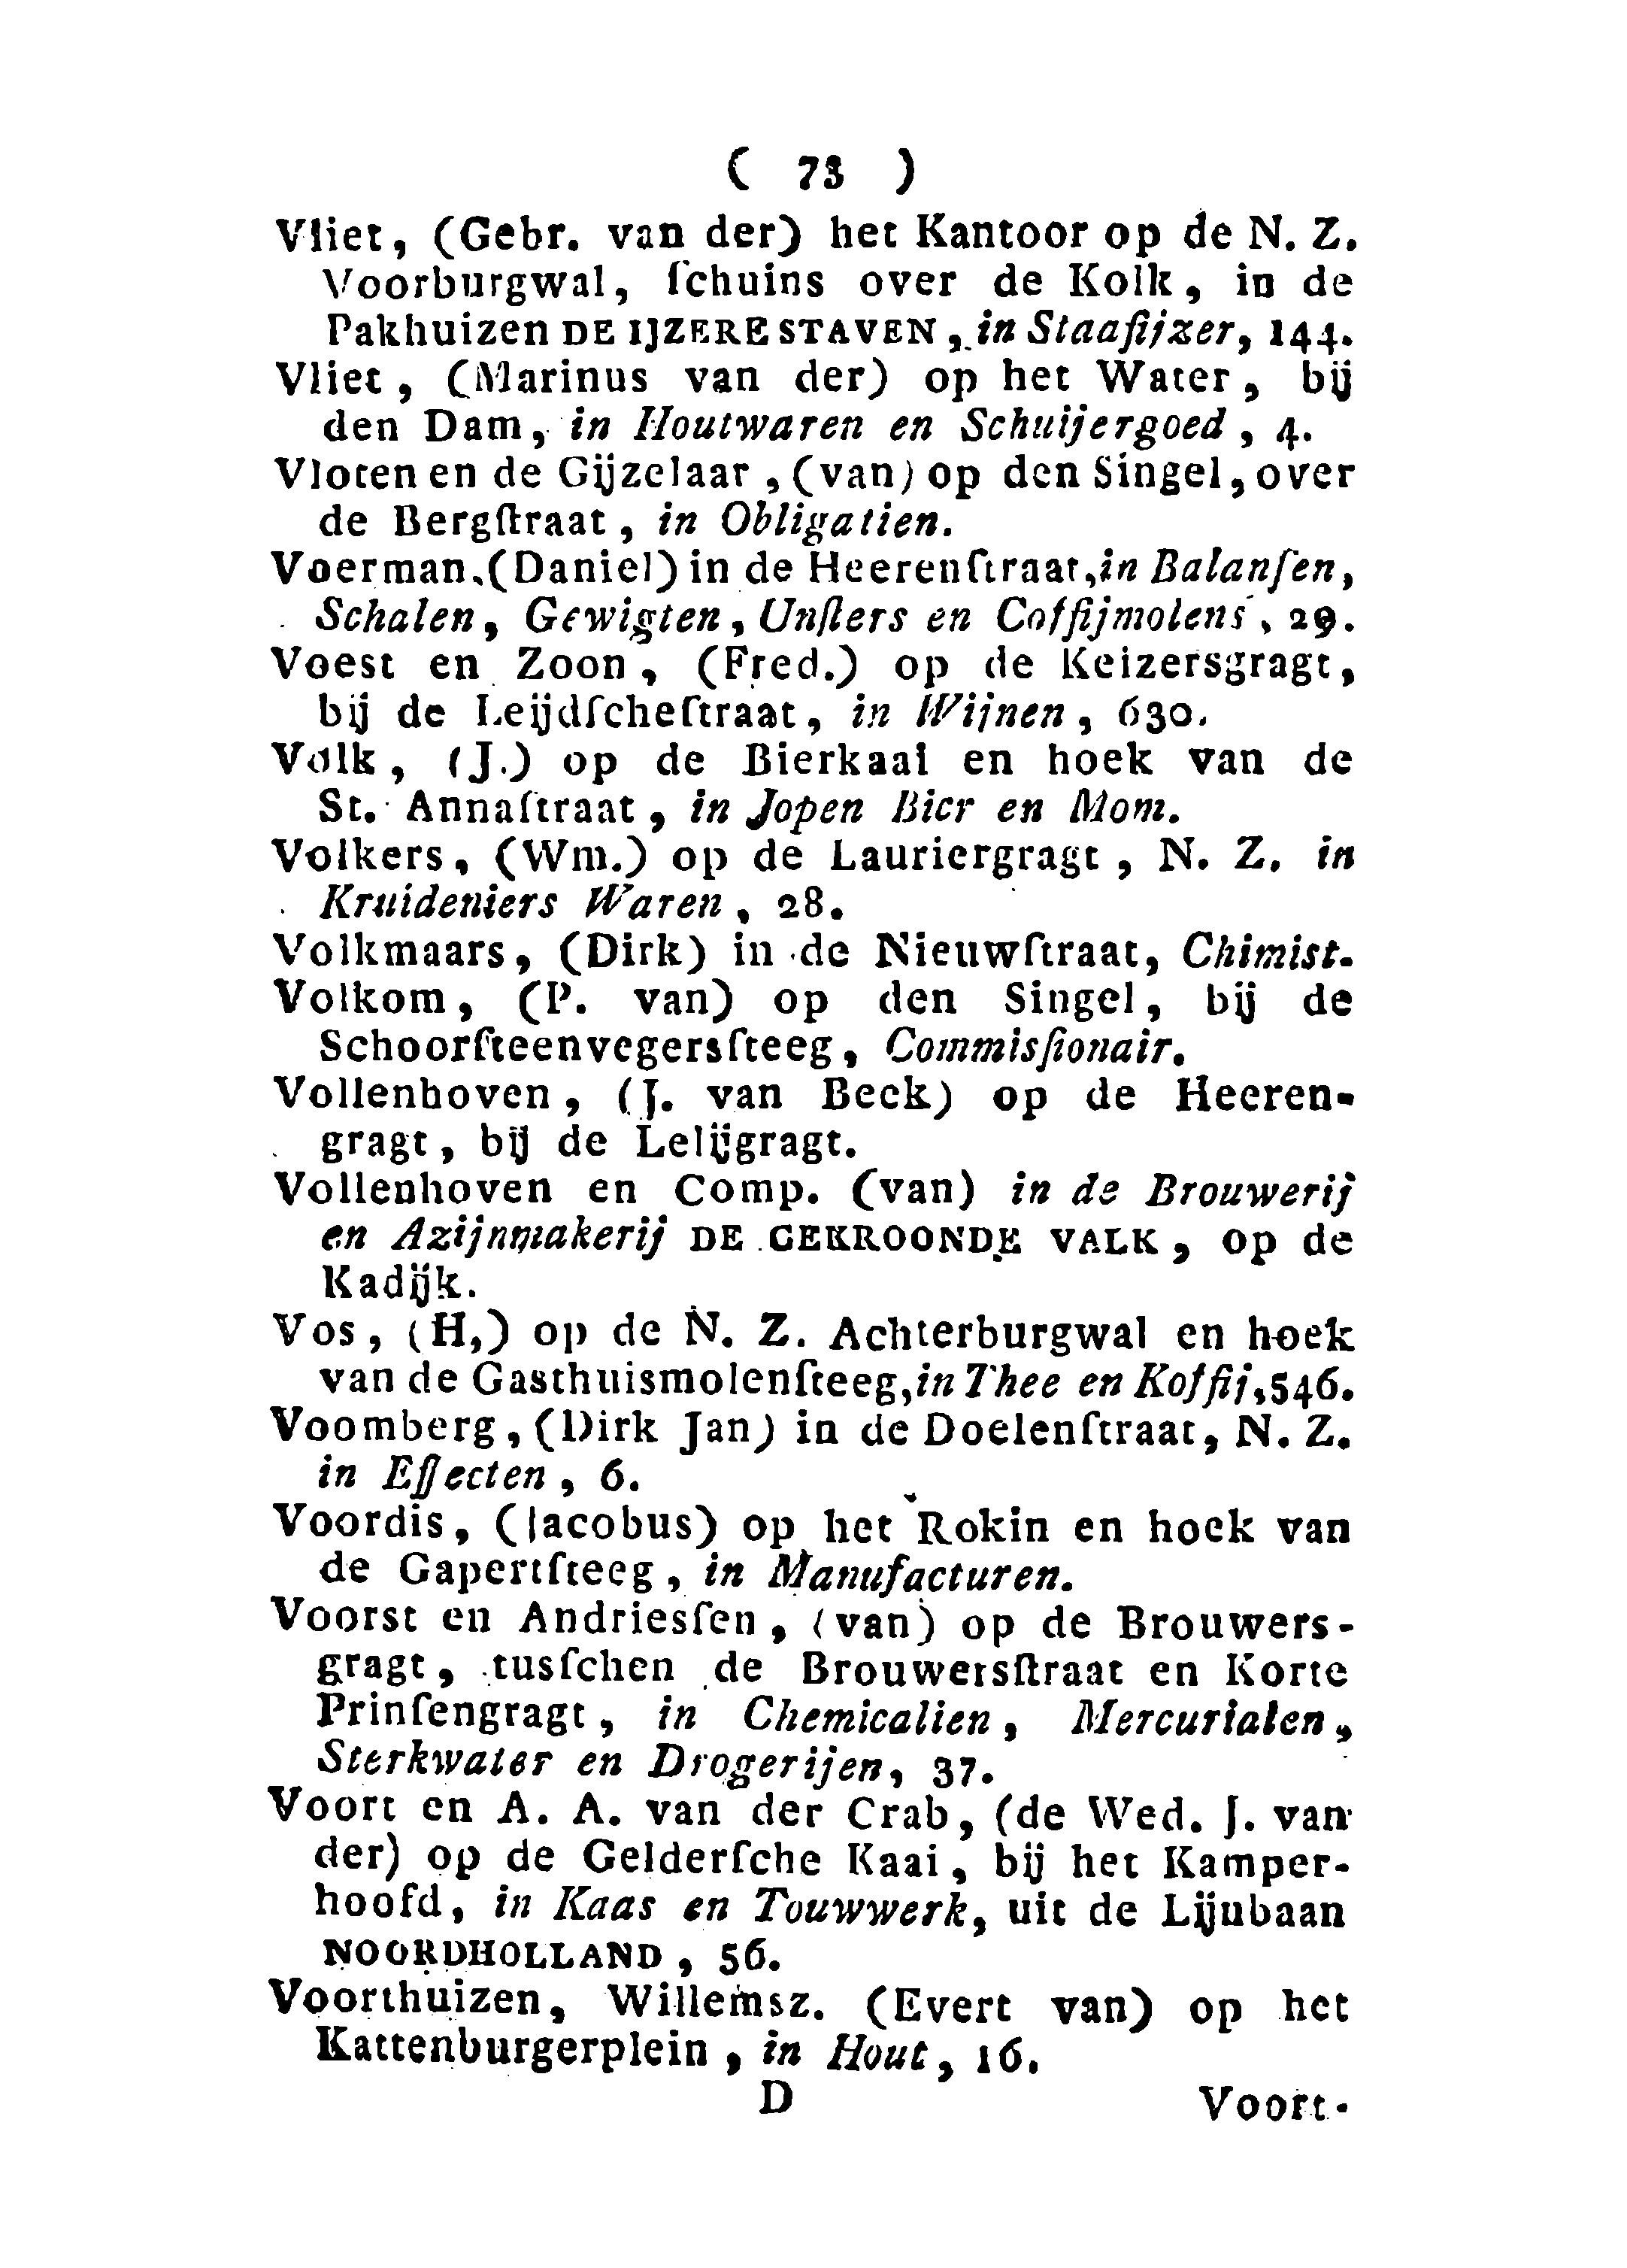 ( 73 )
Vliet, (Gebr. van der) het Kantoor op de N. Z.
Voorburgwal, ſchuins over de Kolk, in de
Pakhuizen DE IJZERE STAVEN, in Staafijzer, 144.
Vliet, (Marinus van der) op het Water, bij
den Dam, in Houtwaren en Schuijergoed, 4.
Vloten en de Gijzelaar, (van) op den Singel, over
de Bergſtraat, in Obligatien.
Voerman, (Daniel) in de Heerenſtraat, in Balanſen,
Schalen, Gewigten, Unſters en Coffijmolens, 29.
Voest en Zoon, (Fred.) op de Keizersgragt,
bij de Leijdſcheſtraat, in Wijnen, 630.
Volk, (J.) op de Bierkaai en hoek van de
St. Annaſtraat, in Jopen Bier en Mom.
Volkers, (Wm.) op de Lauriergragt, N. Z. in
Kruideniers Waren, 28.
Volkmaars, (Dirk) in de Nieuwſtraat, Chimist.
Volkom, (P. van) op den Singel, bij de
Schoorſteenvegersſteeg, Commisſionair.
Vollenhoven, (J. van Beck) op de Heeren-
gragt, bij de Lelijgragt.
Vollenhoven en Comp. (van) in de Brouwerij
en Azijnmakerij DE GEKROONDE VALK, op de
Kadijk.
Vos, (H,) op de N. Z. Achterburgwal en hoek
van de Gasthuismolenſteeg, in Thee en Koffij, 546.
Voomberg, (Dirk Jan) in de Doelenſtraat, N. Z.
in Effecten, 6.
Voordis, (Jacobus) op het Rokin en hoek van
de Gapertſteeg, in Manufacturen.
Voorst en Andriesſen, (van) op de Brouwers-
gragt, tusſchen de Brouwersſtraat en Korte
Prinſengragt, in Chemicalien, Mercurialen,
Sterkwater en Drogerijen, 37.
Voort en A. A. van der Crab, (de Wed. J. van
der) op de Gelderſche Kaai, bij het Kamper-
hoofd, in Kaas en Touwwerk, uit de Lijubaan
NOORDHOLLAND, 56.
Voorthuizen, Willemsz. (Evert van) op het
Kattenburgerplein, in Hout, 16.
D Voort-